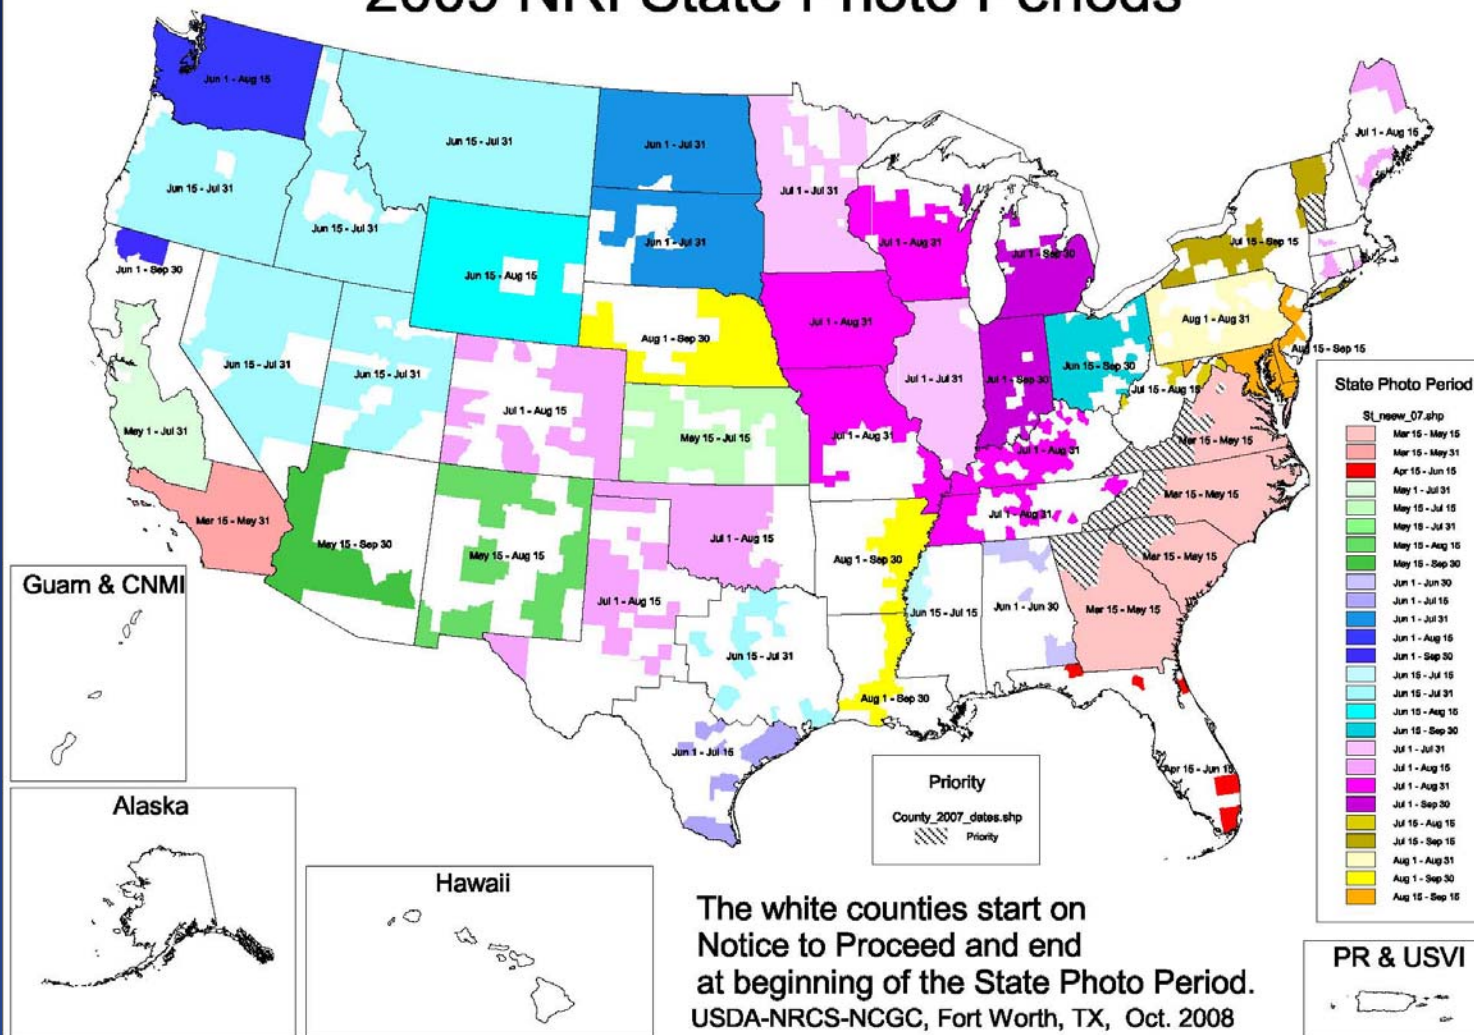 2009 NRI State Photo Periods
Jun 1 - Aug 15
Jun 15 - Jul 31
Jun 1 - Jul 31
Jul 1 - Jul 31
Jul 1 - Aug 15
Jun 15 - Jul 31
Jun 15 - Jul 31
Jun 1 - Jul 31
Jul 1 - Aug 31
Jul 1 - Sep 30
Jul 15 - Sep 15
Jun 1 - Sep 30
Jun 15 - Aug 15
Aug 1 - Sep 30
Jul 1 - Aug 31
Aug 1 - Aug 31
Aug 15 - Sep 15
Jun 15 - Jul 31
Jun 15 - Jul 31
Jul 1 - Jul 31
Jul 1 - Sep 30
Jun 15 - Sep 30
Jul 15 - Aug 15
May 1 - Jul 31
Jul 1 - Aug 15
May 15 - Jul 15
Jul 1 - Aug 31
Jul 1 - Aug 31
Mar 15 - May 15
Mar 15 - May 31
May 15 - Sep 30
May 15 - Aug 15
Jul 1 - Aug 15
Jul 1 - Aug 31
Mar 15 - May 15
Jul 1 - Aug 15
Aug 1 - Sep 30
Jun 15 - Jul 15
Jun 1 - Jun 30
Mar 15 - May 15
Mar 15 - May 15
Jun 15 - Jul 31
Aug 1 - Sep 30
Jun 1 - Jul 15
Apr 15 - Jun 15
State Photo Period
St_nsew_07.shp
Mar 15 - May 15
Mar 15 - May 31
Apr 15 - Jun 15
May 1 - Jul 31
May 15 - Jul 15
May 15 - Jul 31
May 15 - Aug 15
May 15 - Sep 30
Jun 1 - Jun 30
Jun 1 - Jul 15
Jun 1 - Jul 31
Jun 1 - Aug 15
Jun 1 - Sep 30
Jun 15 - Jul 15
Jun 15 - Jul 31
Jun 15 - Aug 15
Jun 15 - Sep 30
Jul 1 - Jul 31
Jul 1 - Aug 15
Jul 1 - Aug 31
Jul 1 - Sep 30
Jul 15 - Aug 15
Jul 15 - Sep 15
Aug 1 - Aug 31
Aug 1 - Sep 30
Aug 15 - Sep 15
Guam & CNMI
Alaska
Hawaii
Priority
County_2007_dates.shp
Priority
The white counties start on
Notice to Proceed and end
at beginning of the State Photo Period.
USDA-NRCS-NCGC, Fort Worth, TX, Oct. 2008
PR & USVI